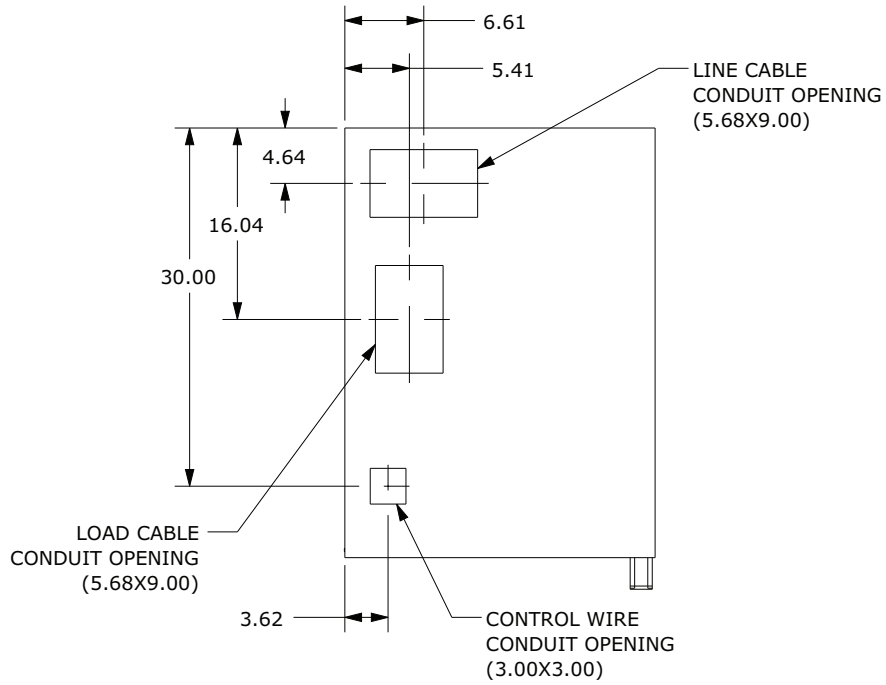 6.61
5.41
LINE CABLE
CONDUIT OPENING
(5.68X9.00)
4.64
16.04
30.00
LOAD CABLE
CONDUIT OPENING
(5.68X9.00)
3.62
CONTROL WIRE
CONDUIT OPENING
(3.00X3.00)